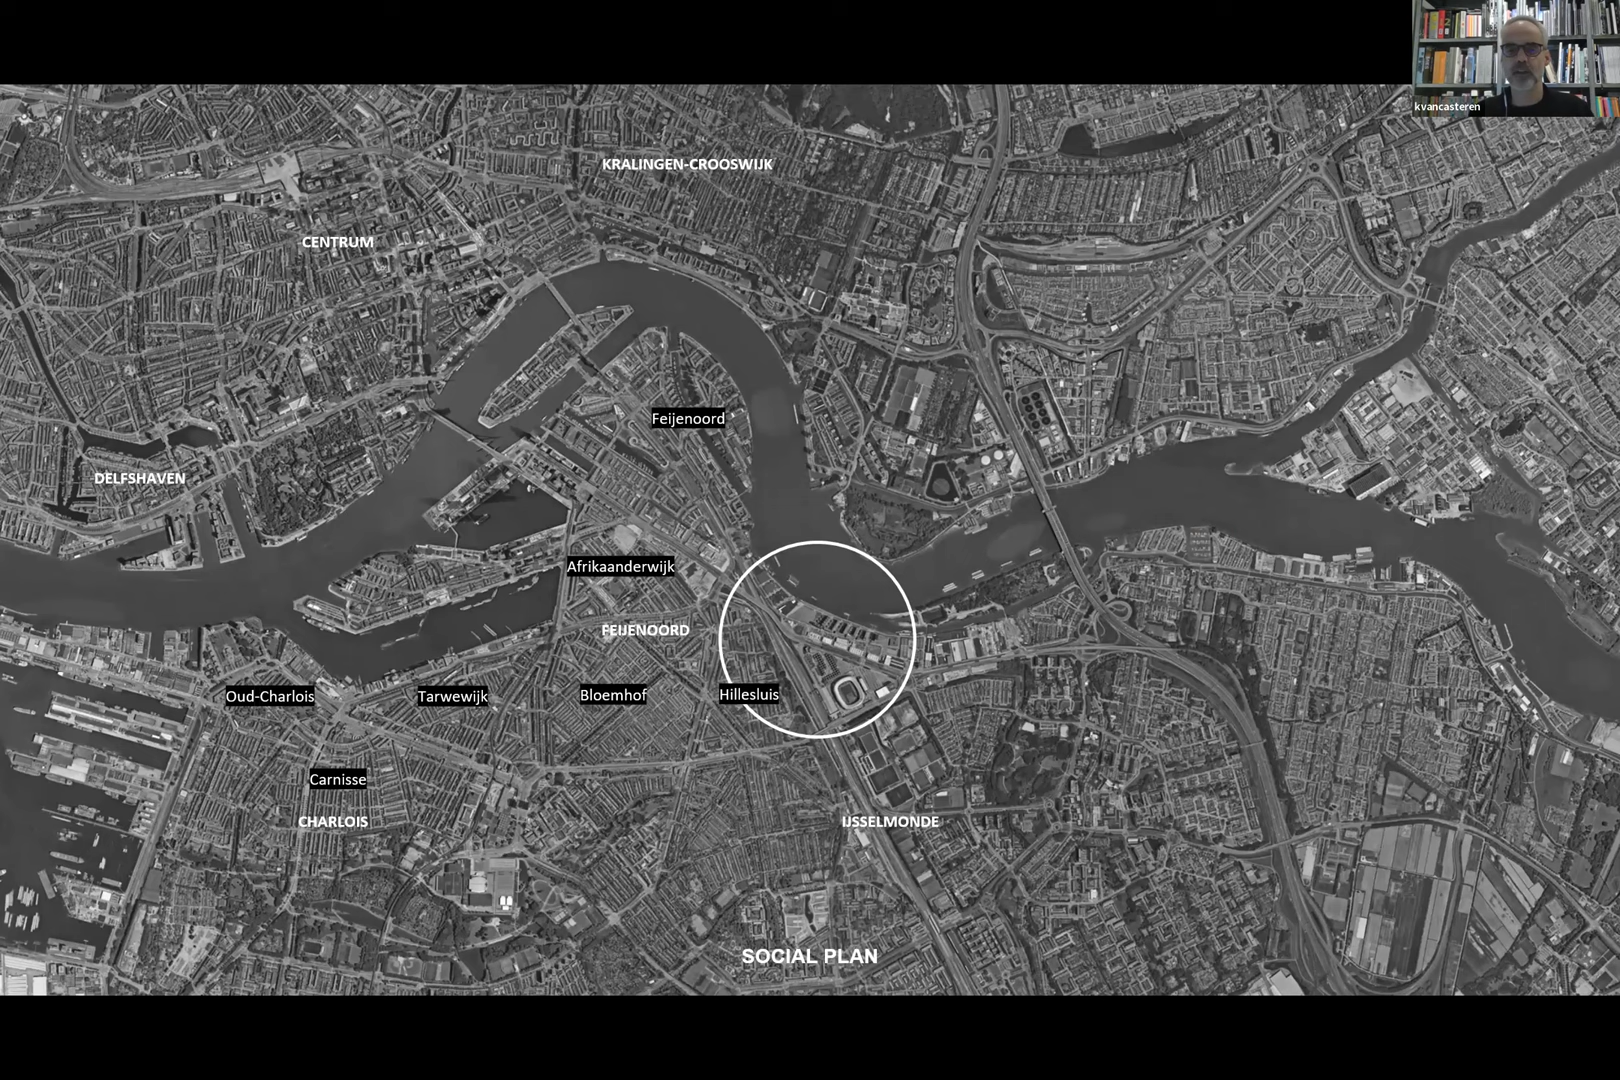 kvancasteren
KRALINGEN-CROOSWIJK
CENTRUM
Feijenoord
DELFSHAVEN
Afrikaanderwijk
FEIJENOORD
Oud-Charlois
Tarwewijk
Bloemhof
Hillesluis
Carnisse
CHARLOIS
IJSSELMONDE
SOCIAL PLAN